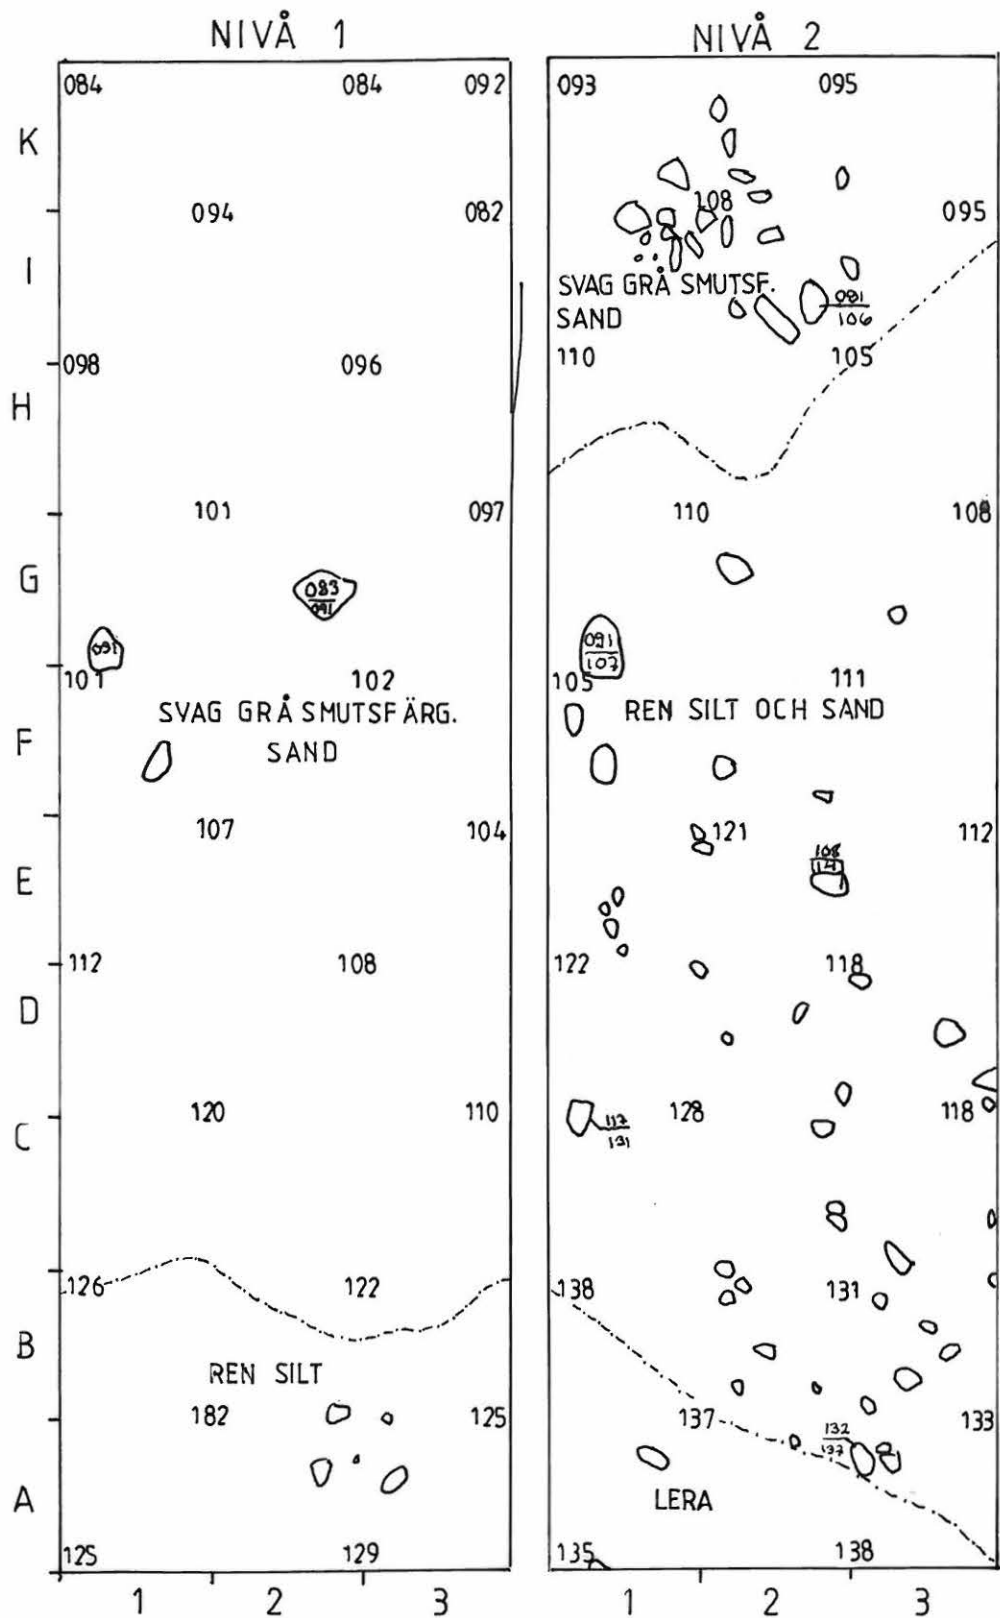 NIVÅ 1
084 084 092
K
094 082
I
098 096
H
101 097
G
083
091
091
101 102
SVAG GRÅ SMUTSFÄRG.
SAND
F
107 104
E
112 108
D
120 110
C
126 122
B
REN SILT
182 125
A
125 129
1 2 3
NIVÅ 2
093 095
108 095
SVAG GRÅ SMUTSF.
SAND
081
106
110 105
110 108
091
107
105 111
REN SILT OCH SAND
121 112
108
114
122 118
128 118
117
131
138 131
137 133
132
137
LERA
135 138
1 2 3